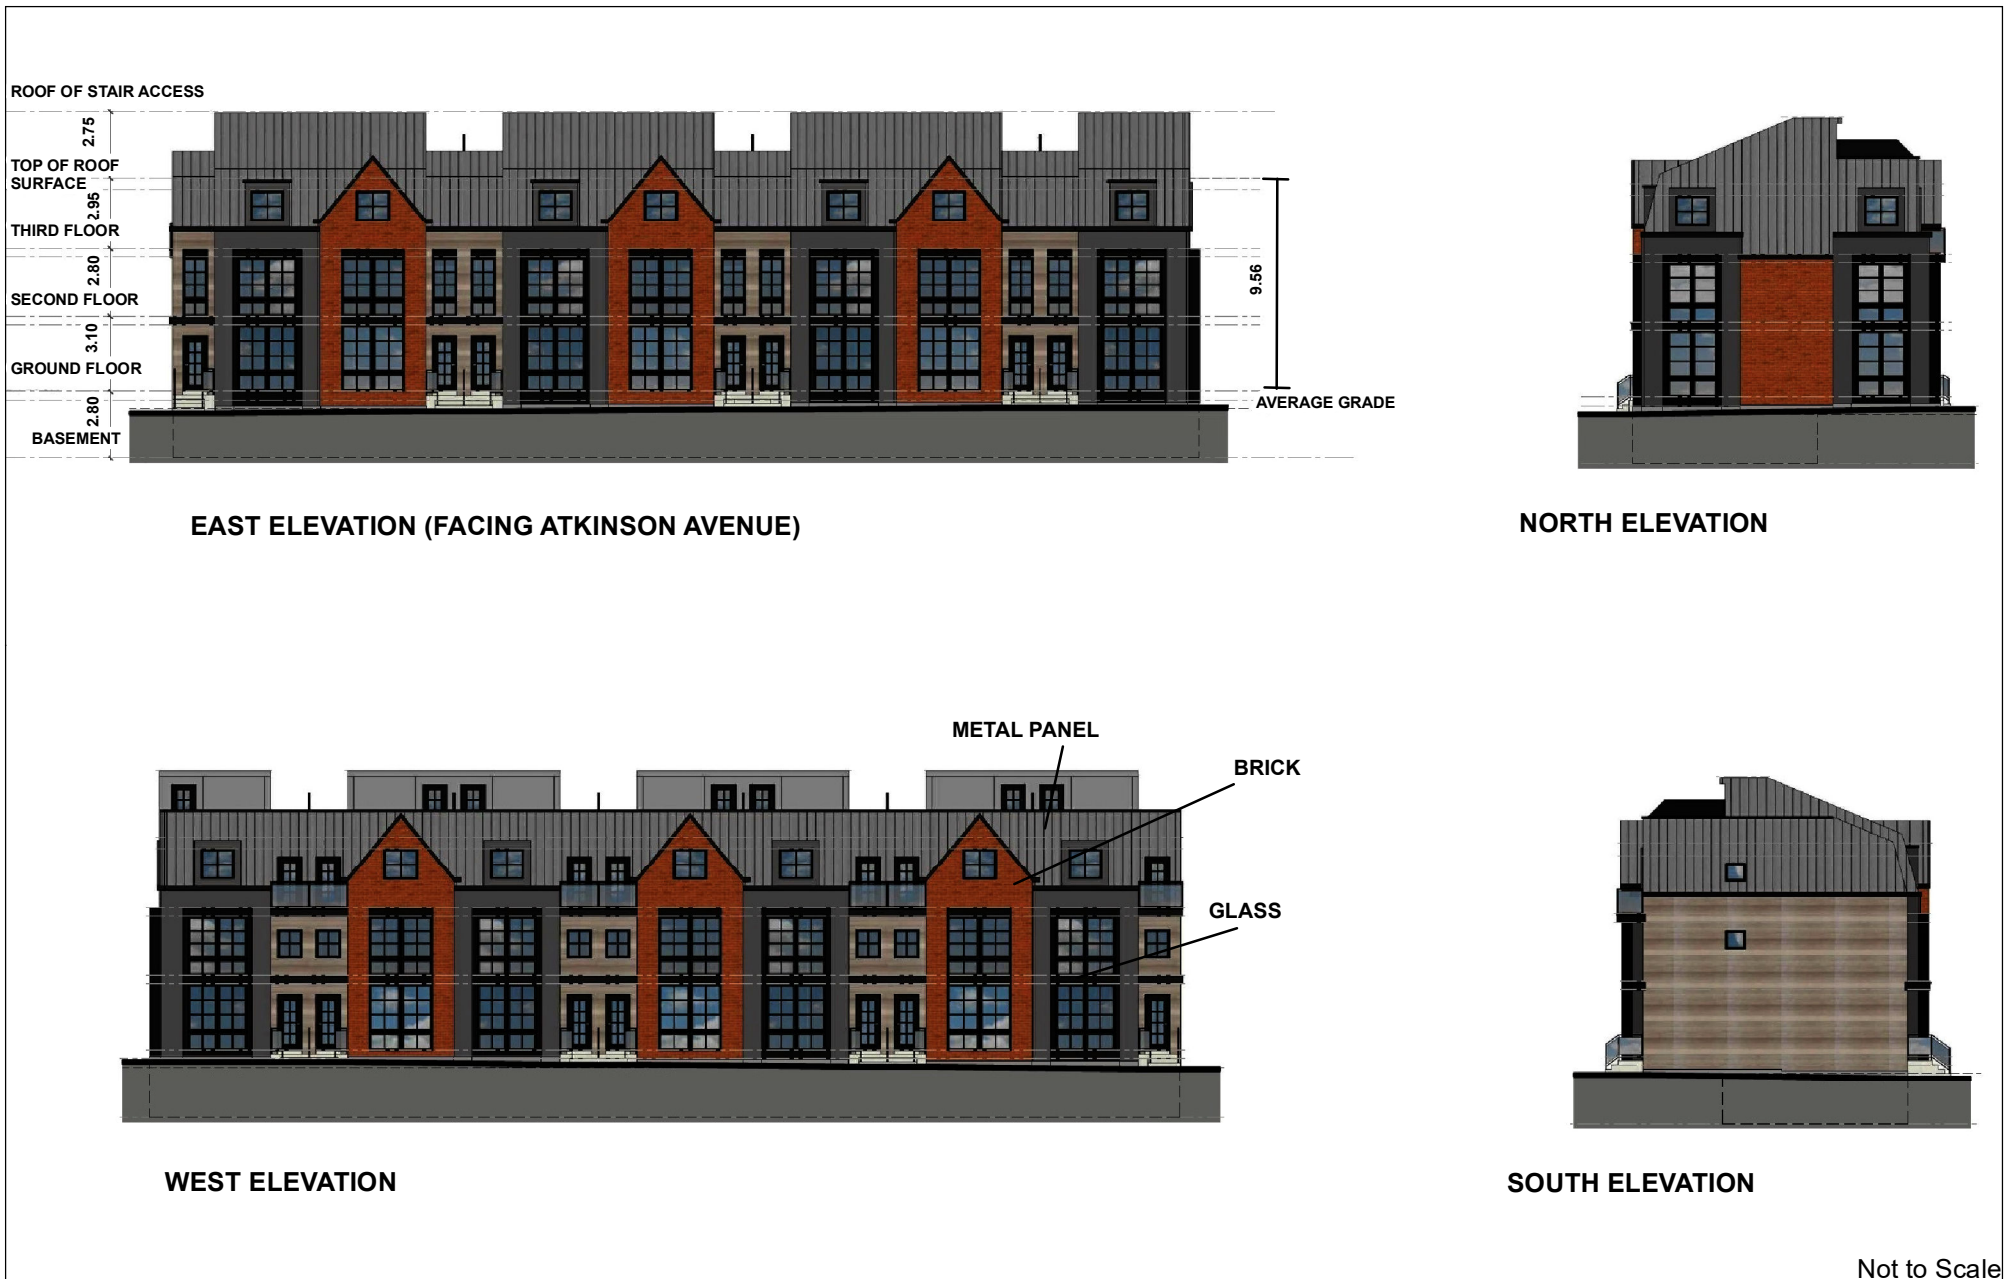 ROOF OF STAIR ACCESS
2.75
TOP OF ROOF
SURFACE
2.95
THIRD FLOOR
2.80
SECOND FLOOR
3.10
GROUND FLOOR
2.80
BASEMENT
9.56
AVERAGE GRADE
EAST ELEVATION (FACING ATKINSON AVENUE)
NORTH ELEVATION
METAL PANEL
BRICK
GLASS
WEST ELEVATION
SOUTH ELEVATION
Not to Scale